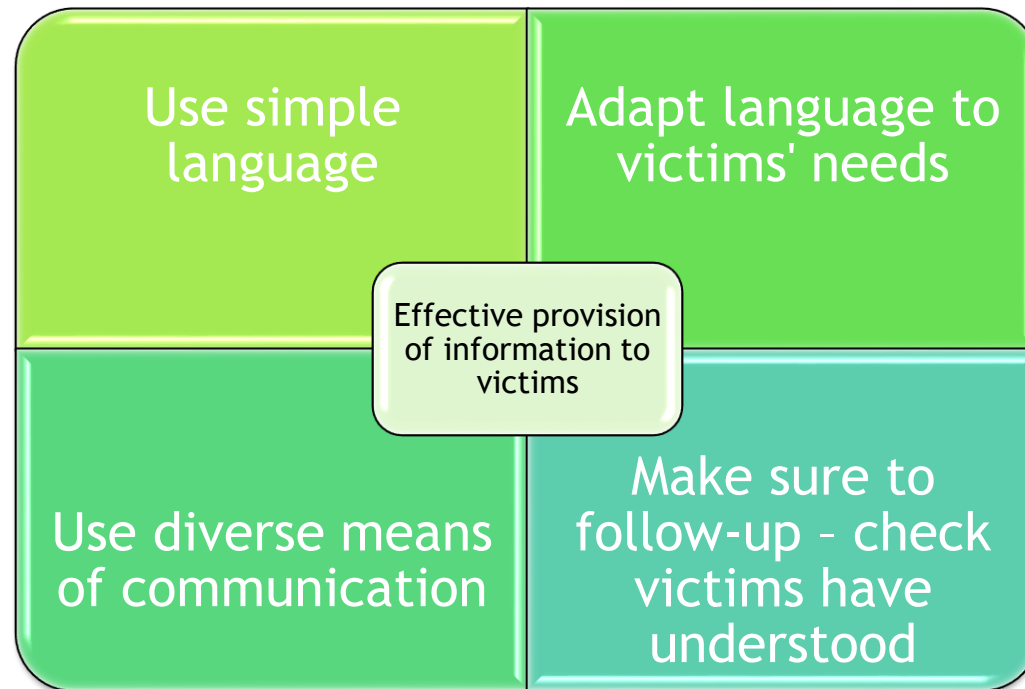 Use simple
language
Adapt language to
victims' needs
Effective provision
of information to
victims
Use diverse means
of communication
Make sure to
follow-up – check
victims have
understood